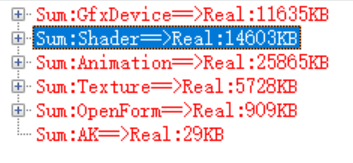 Sum:GfxDevice==>Real:11635KB
Sum:Shader==>Real:14603KB
Sum:Animation==>Real:25865KB
Sum:Texture==>Real:5728KB
Sum:OpenForm==>Real:909KB
Sum:AK==>Real:29KB